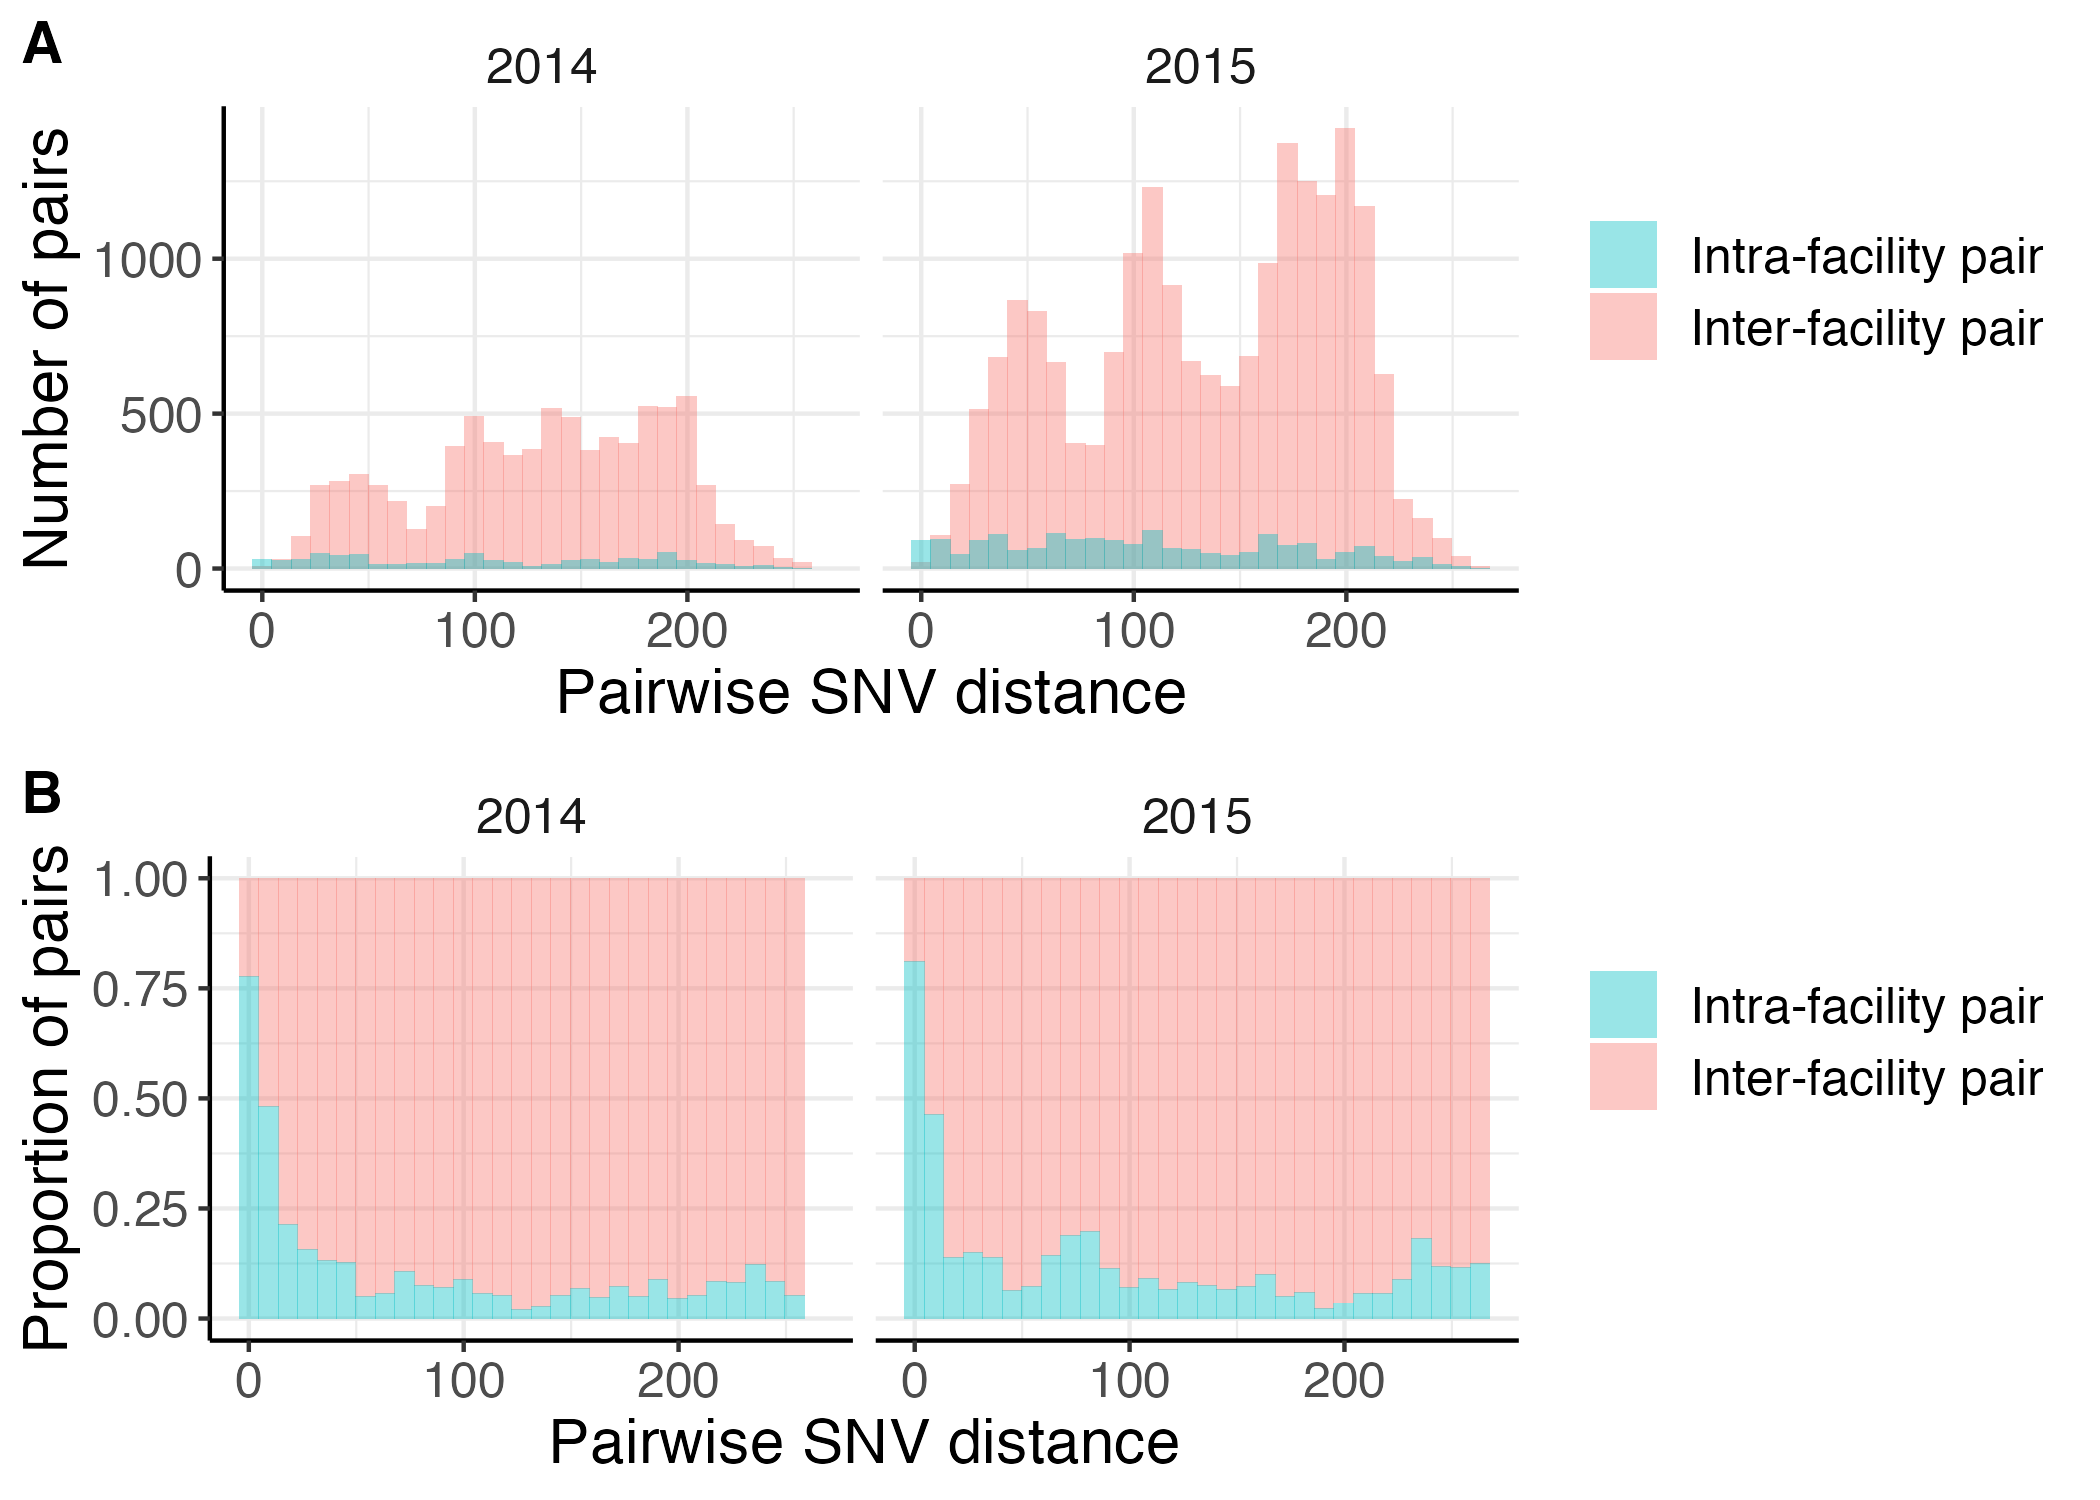 A
2014 2015
Number of pairs
1000
500
0
0 100 200 0 100 200
Pairwise SNV distance
Intra-facility pair
Inter-facility pair
B
2014 2015
Proportion of pairs
1.00
0.75
0.50
0.25
0.00
0 100 200 0 100 200
Pairwise SNV distance
Intra-facility pair
Inter-facility pair